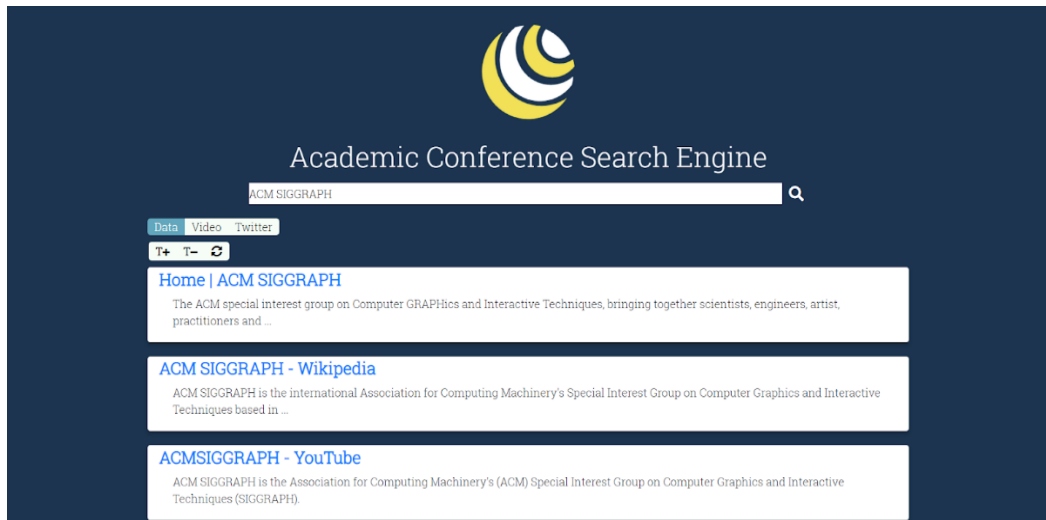 Academic Conference Search Engine
ACM SIGGRAPH
Data Video Twitter
T+ T-
Home | ACM SIGGRAPH
The ACM special interest group on Computer GRAPHics and Interactive Techniques, bringing together scientists, engineers, artist,
practitioners and ...
ACM SIGGRAPH - Wikipedia
ACM SIGGRAPH is the international Association for Computing Machinery's Special Interest Group on Computer Graphics and Interactive
Techniques based in ...
ACMSIGGRAPH - YouTube
ACM SIGGRAPH is the Association for Computing Machinery's (ACM) Special Interest Group on Computer Graphics and Interactive
Techniques (SIGGRAPH).